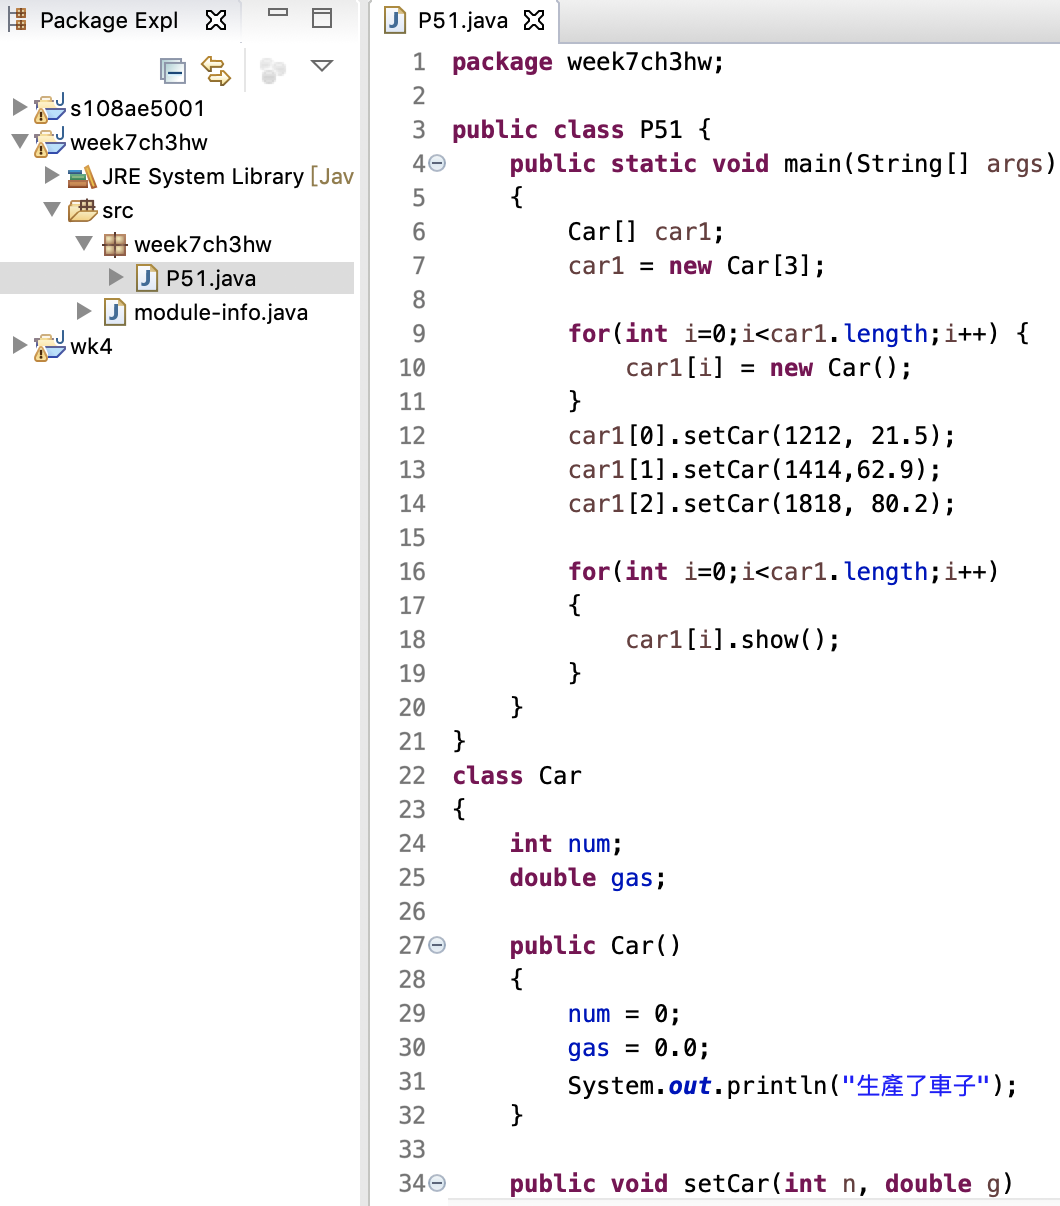 Package Expl
s108ae5001
week7ch3hw
JRE System Library [Jav
src
week7ch3hw
P51.java
module-info.java
wk4
P51.java
1 package week7ch3hw;
2
3 public class P51 {
4 public static void main(String[] args)
5 {
6 Car[] car1;
7 car1 = new Car[3];
8
9 for(int i=0;i<car1.length;i++) {
10 car1[i] = new Car();
11 }
12 car1[0].setCar(1212, 21.5);
13 car1[1].setCar(1414,62.9);
14 car1[2].setCar(1818, 80.2);
15
16 for(int i=0;i<car1.length;i++)
17 {
18 car1[i].show();
19 }
20 }
21 }
22 class Car
23 {
24 int num;
25 double gas;
26
27 public Car()
28 {
29 num = 0;
30 gas = 0.0;
31 System.out.println("生產了車子");
32 }
33
34 public void setCar(int n, double g)